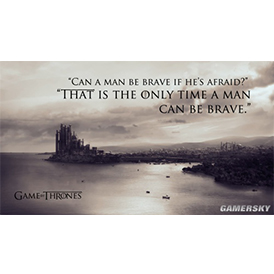 “CAN A MAN BE BRAVE IF HE’S AFRAID?”
“THAT IS THE ONLY TIME A MAN
CAN BE BRAVE.”
GAME OF THRONES
GAMERSKY